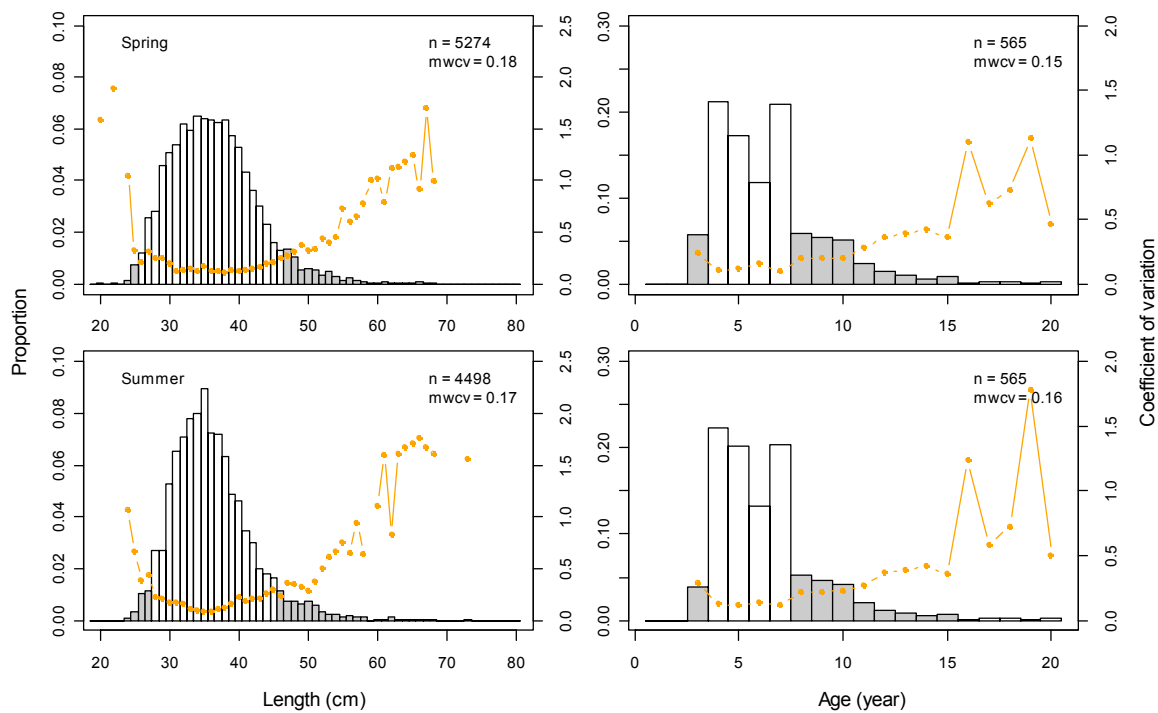 Spring
n = 5274
mwcv = 0.18
0.00 0.02 0.04 0.06 0.08 0.10
0.0 0.5 1.0 1.5 2.0 2.5
20 30 40 50 60 70 80
n = 565
mwcv = 0.15
0.00 0.10 0.20 0.30
0.0 0.5 1.0 1.5 2.0
0 5 10 15 20
Summer
n = 4498
mwcv = 0.17
0.00 0.02 0.04 0.06 0.08 0.10
0.0 0.5 1.0 1.5 2.0 2.5
20 30 40 50 60 70 80
n = 565
mwcv = 0.16
0.00 0.10 0.20 0.30
0.0 0.5 1.0 1.5 2.0
0 5 10 15 20
Proportion
Coefficient of variation
Length (cm)
Age (year)